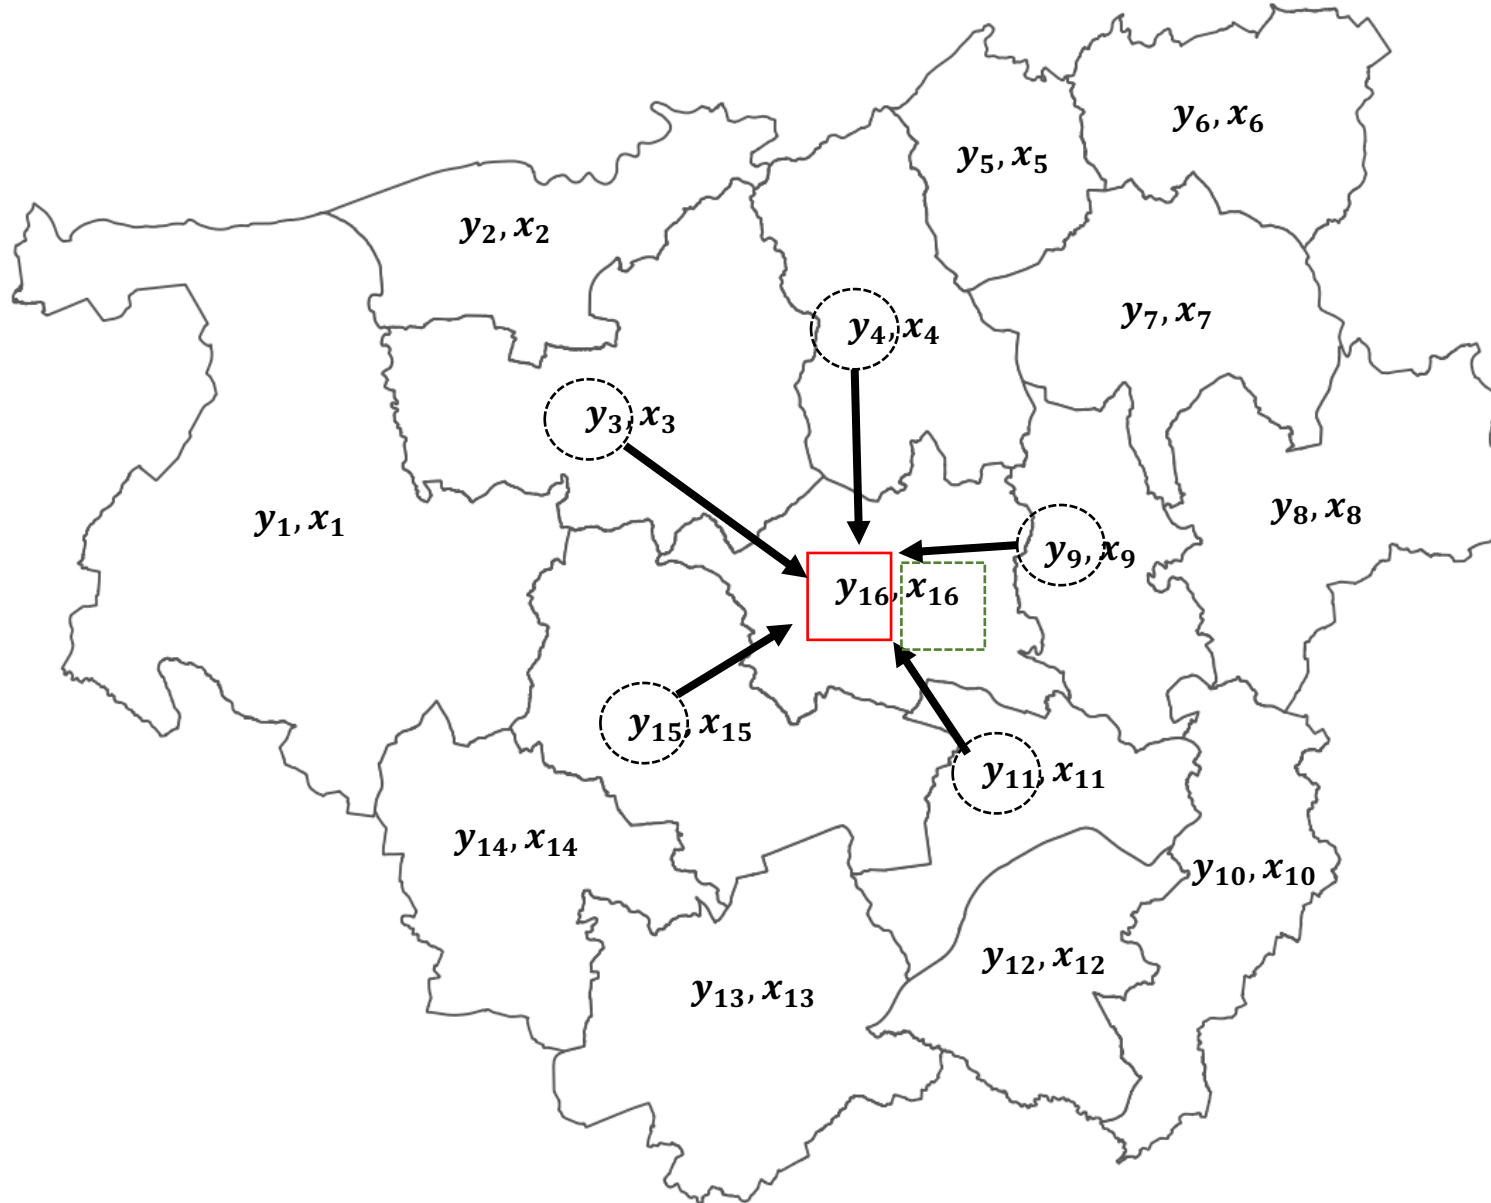 y₆, x₆
y₅, x₅
y₂, x₂
y₇, x₇
y₄, x₄
y₃, x₃
y₁, x₁
y₈, x₈
y₉, x₉
y₁₆, x₁₆
y₁₅, x₁₅
y₁₁, x₁₁
y₁₄, x₁₄
y₁₀, x₁₀
y₁₂, x₁₂
y₁₃, x₁₃